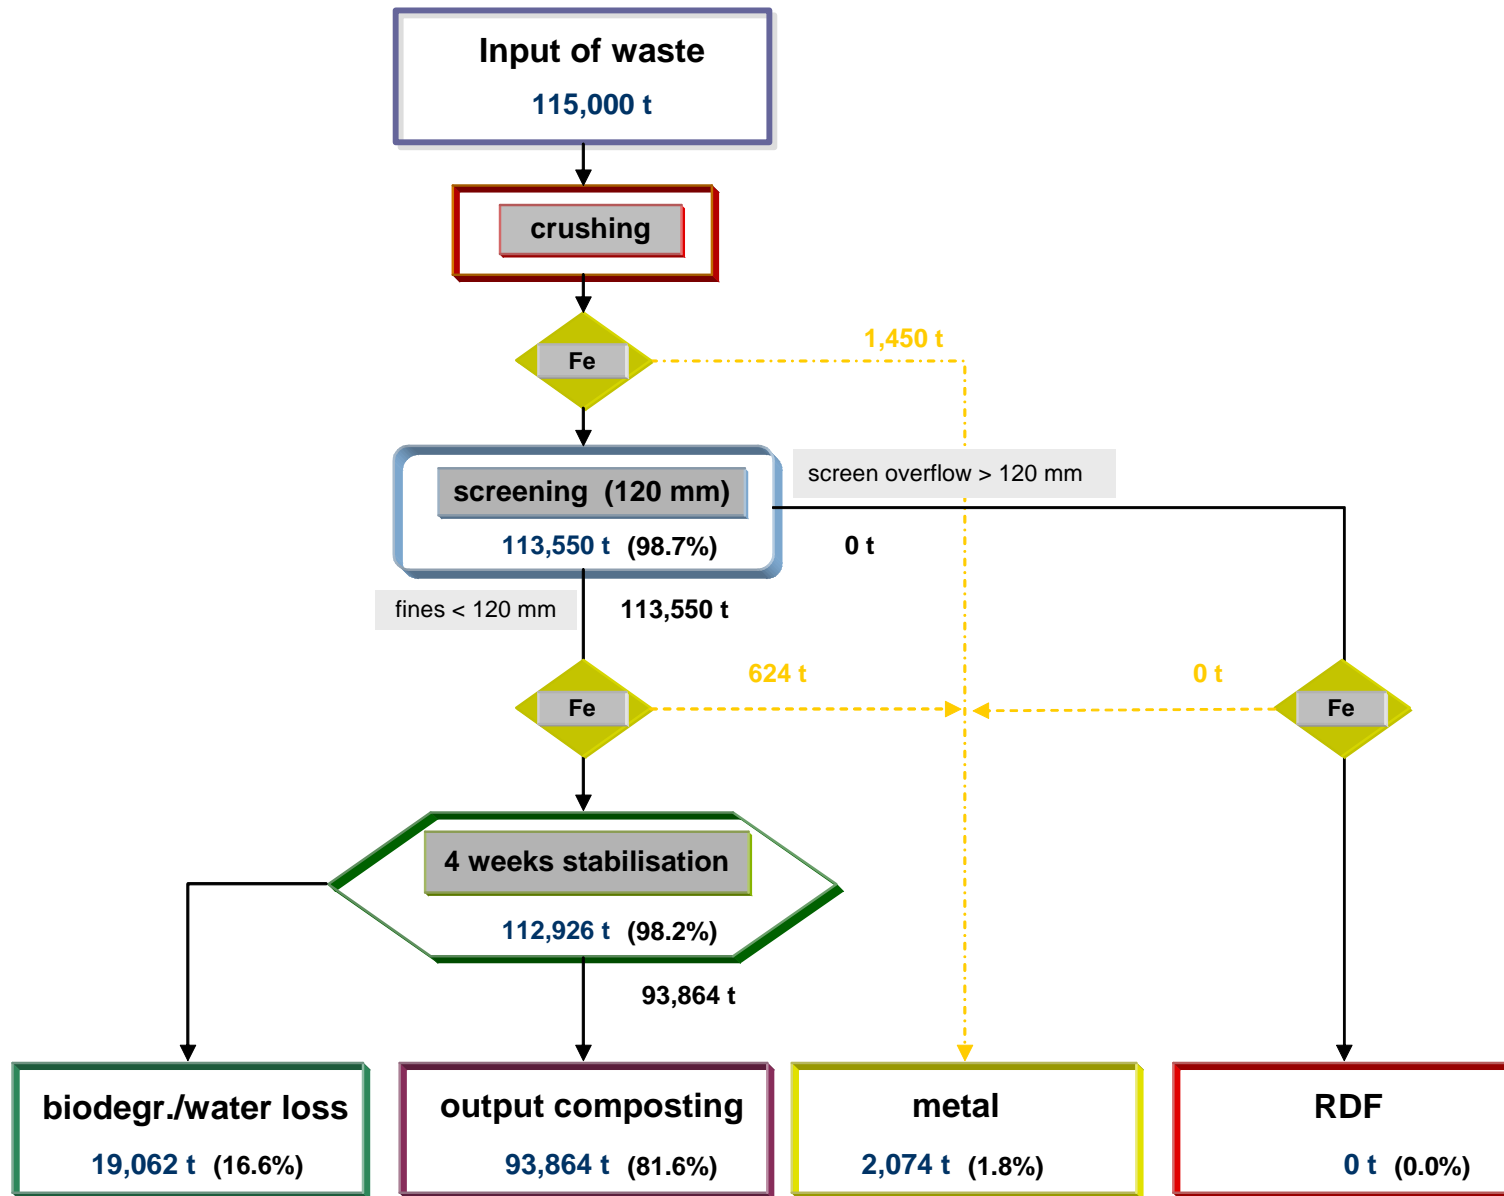 Input of waste
115,000 t
crushing
Fe
1,450 t
screening (120 mm)
113,550 t (98.7%)
screen overflow > 120 mm
0 t
fines < 120 mm
113,550 t
Fe
624 t
0 t
Fe
4 weeks stabilisation
112,926 t (98.2%)
93,864 t
biodegr./water loss
19,062 t (16.6%)
output composting
93,864 t (81.6%)
metal
2,074 t (1.8%)
RDF
0 t (0.0%)